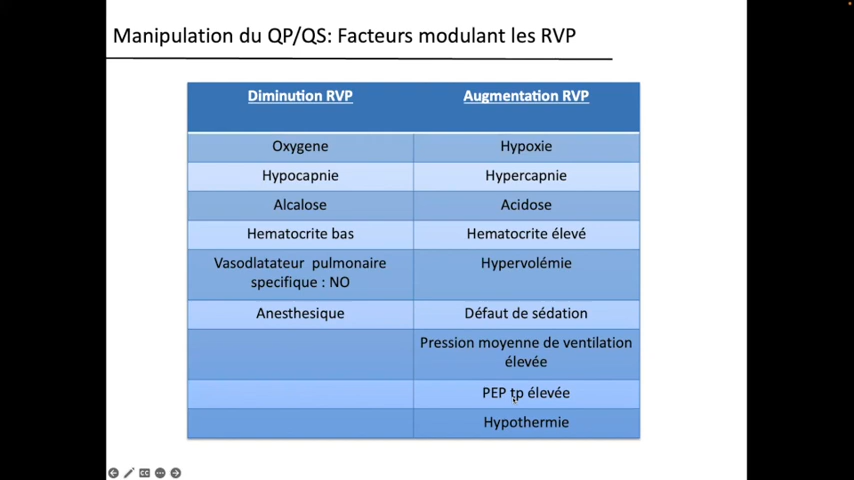 Manipulation du QP/QS: Facteurs modulant les RVP
Diminution RVP Augmentation RVP
Oxygene Hypoxie
Hypocapnie Hypercapnie
Alcalose Acidose
Hematocrite bas Hematocrite élevé
Vasodlatateur pulmonaire Hypervolémie
specifique : NO
Anesthesique Défaut de sédation
Pression moyenne de ventilation
élevée
PEP tp élevée
Hypothermie
CC